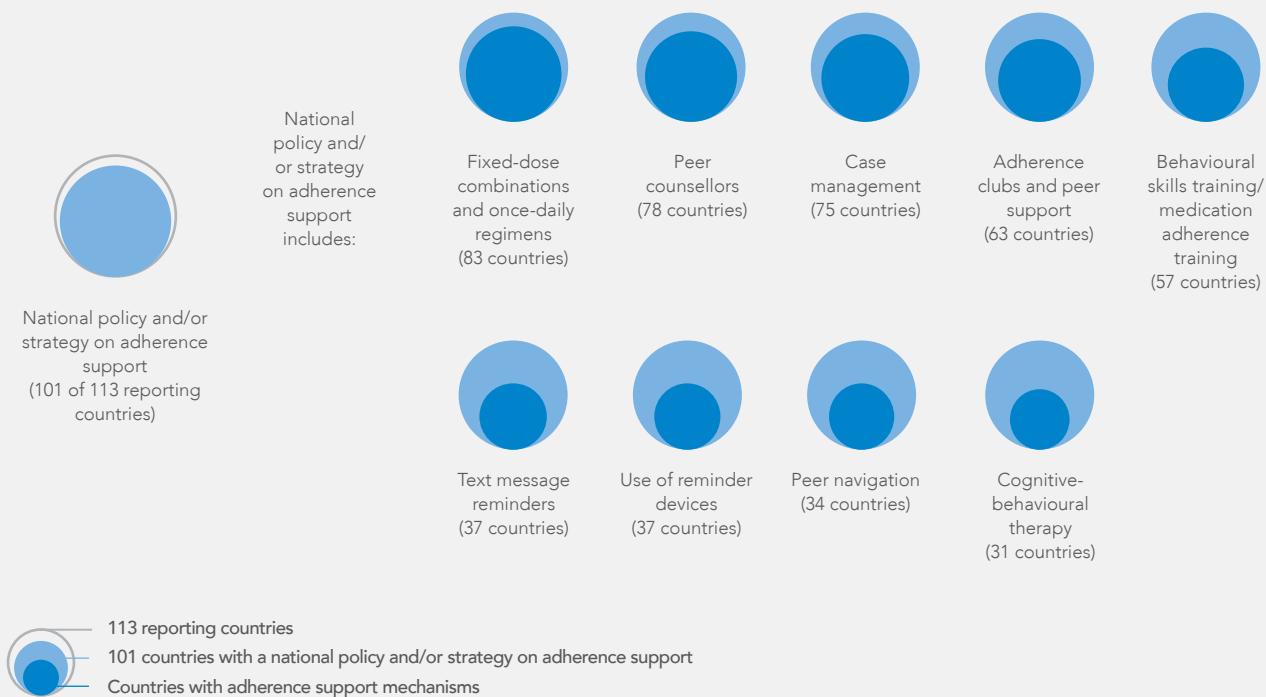 National policy and/or
strategy on adherence
support
(101 of 113 reporting
countries)
National
policy and/
or strategy
on adherence
support
includes:
Fixed-dose
combinations
and once-daily
regimens
(83 countries)
Peer
counsellors
(78 countries)
Case
management
(75 countries)
Adherence
clubs and peer
support
(63 countries)
Behavioural
skills training/
medication
adherence
training
(57 countries)
Text message
reminders
(37 countries)
Use of reminder
devices
(37 countries)
Peer navigation
(34 countries)
Cognitive-
behavioural
therapy
(31 countries)
113 reporting countries
101 countries with a national policy and/or strategy on adherence support
Countries with adherence support mechanisms